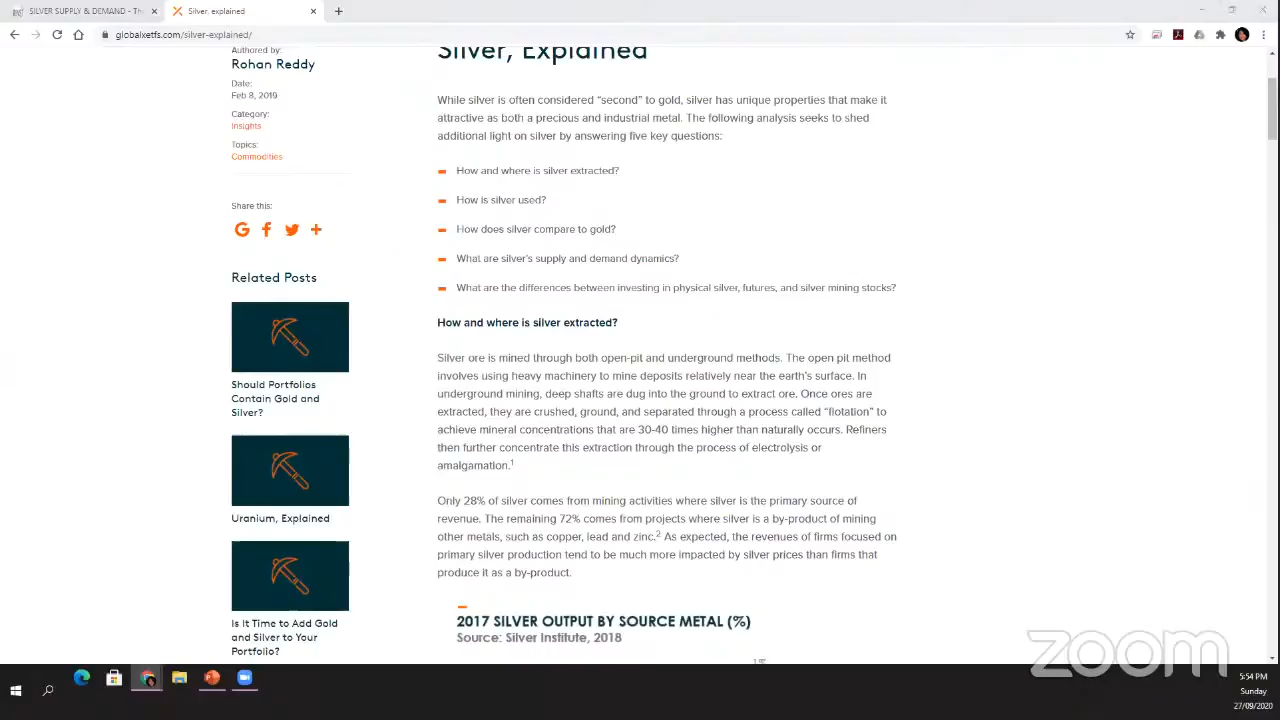 SILVER SUPPLY & DEMAND - Th
Silver, explained
globalxetfs.com/silver-explained/
Authored by:
Rohan Reddy
Date:
Feb 8, 2019
Category:
Insights
Topics:
Commodities
Share this:
Related Posts
Should Portfolios
Contain Gold and
Silver?
Uranium, Explained
Is It Time to Add Gold
and Silver to Your
Portfolio?
Silver, Explained
While silver is often considered “second” to gold, silver has unique properties that make it
attractive as both a precious and industrial metal. The following analysis seeks to shed
additional light on silver by answering five key questions:
How and where is silver extracted?
How is silver used?
How does silver compare to gold?
What are silver's supply and demand dynamics?
What are the differences between investing in physical silver, futures, and silver mining stocks?
How and where is silver extracted?
Silver ore is mined through both open-pit and underground methods. The open pit method
involves using heavy machinery to mine deposits relatively near the earth's surface. In
underground mining, deep shafts are dug into the ground to extract ore. Once ores are
extracted, they are crushed, ground, and separated through a process called “flotation” to
achieve mineral concentrations that are 30-40 times higher than naturally occurs. Refiners
then further concentrate this extraction through the process of electrolysis or
amalgamation.1
Only 28% of silver comes from mining activities where silver is the primary source of
revenue. The remaining 72% comes from projects where silver is a by-product of mining
other metals, such as copper, lead and zinc.2 As expected, the revenues of firms focused on
primary silver production tend to be much more impacted by silver prices than firms that
produce it as a by-product.
2017 SILVER OUTPUT BY SOURCE METAL (%)
Source: Silver Institute, 2018
zoom
5:54 PM
Sunday
27/09/2020